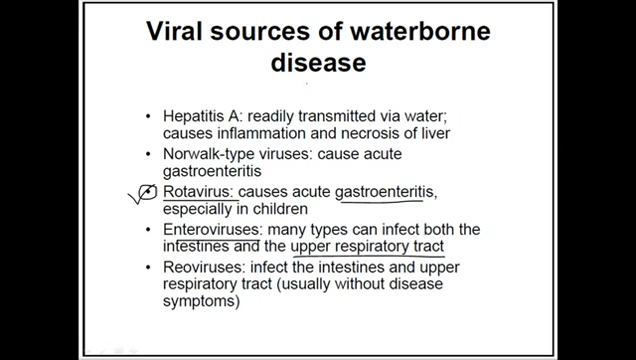 Viral sources of waterborne
disease
• Hepatitis A: readily transmitted via water;
causes inflammation and necrosis of liver
• Norwalk-type viruses: cause acute
gastroenteritis
• Rotavirus: causes acute gastroenteritis,
especially in children
• Enteroviruses: many types can infect both the
intestines and the upper respiratory tract
• Reoviruses: infect the intestines and upper
respiratory tract (usually without disease
symptoms)